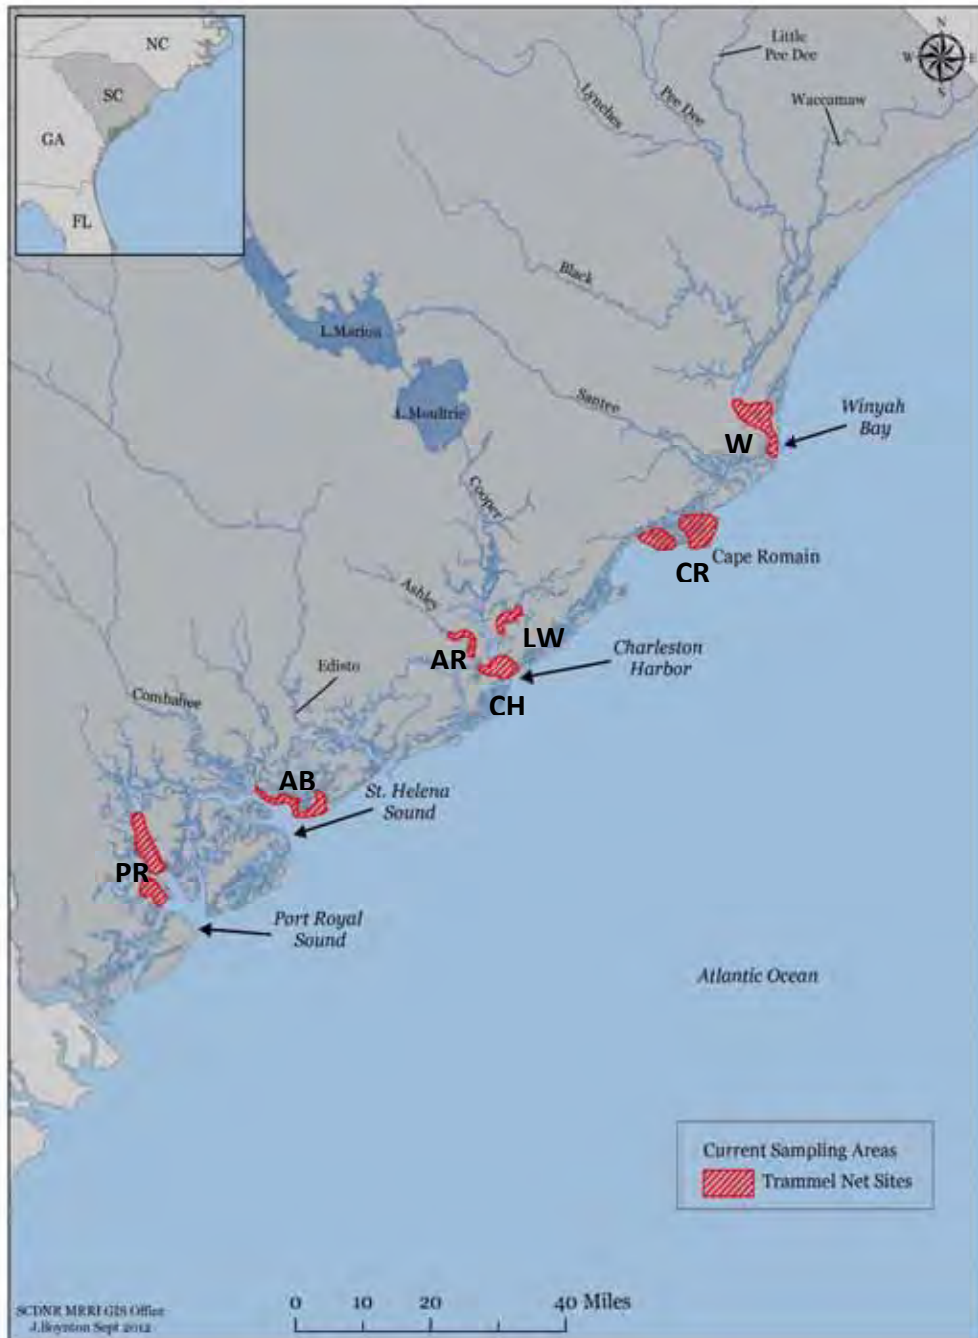 NC
SC
GA
FL
N
W
E
S
Little
Pee Dee
Pee Dee
Lynches
Waccamaw
Black
L.Marion
L.Moultrie
Santee
Winyah
Bay
W
Cooper
Cape Romain
CR
Ashley
LW
AR
Charleston
Harbor
CH
Edisto
Combahee
AB
St. Helena
Sound
PR
Port Royal
Sound
Atlantic Ocean
Current Sampling Areas
Trammel Net Sites
0 10 20 40 Miles
SCDNR MRRI GIS Office
J.Boynton Sept 2012